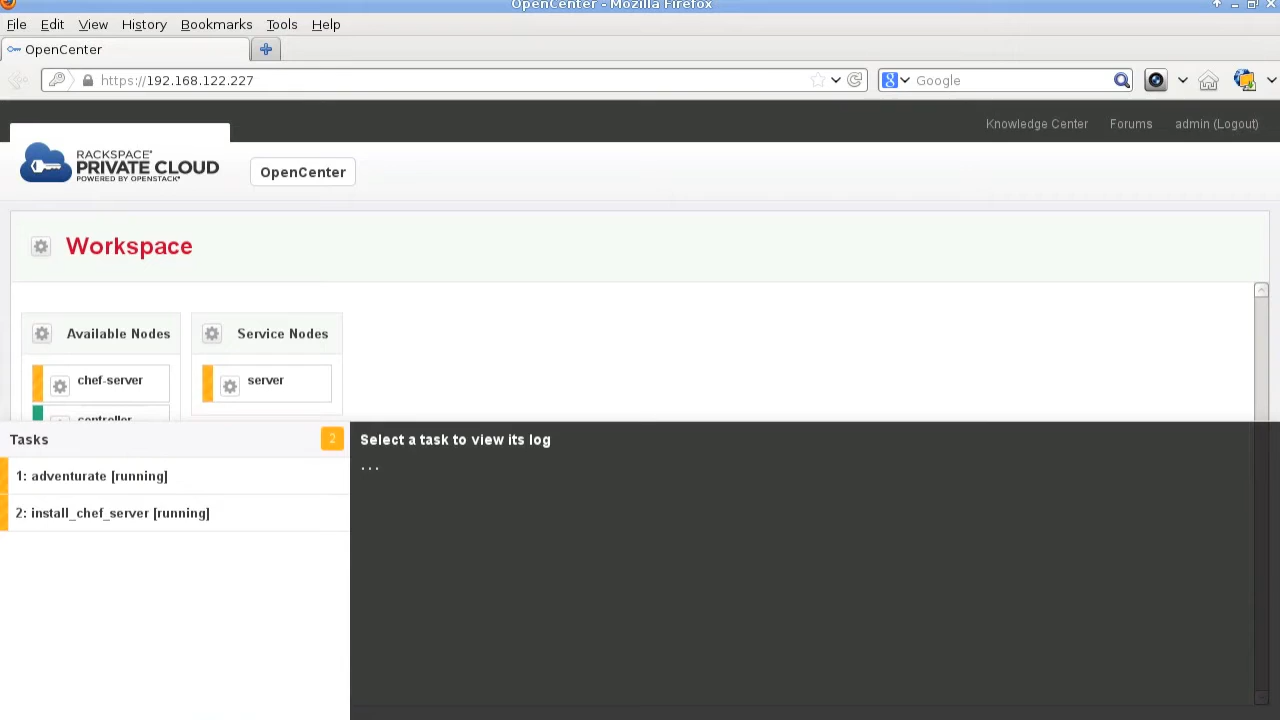 OpenCenter - Mozilla Firefox
File Edit View History Bookmarks Tools Help
OpenCenter
https://192.168.122.227
Google
Knowledge Center Forums admin (Logout)
RACKSPACE®
PRIVATE CLOUD
POWERED BY OPENSTACK®
OpenCenter
Workspace
Available Nodes
chef-server
controller
Service Nodes
server
Tasks 2
1: adventurate [running]
2: install_chef_server [running]
Select a task to view its log
...